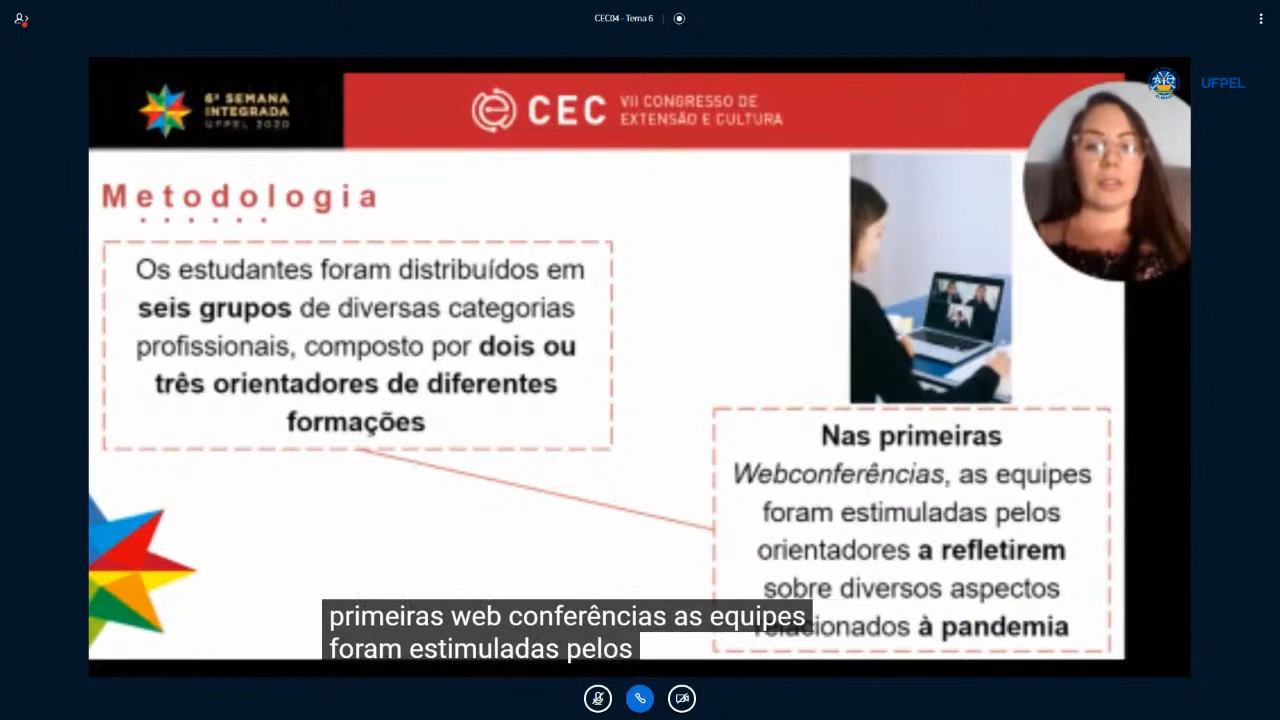 CEC04 - Tema 6
UFPEL
6ª SEMANA
INTEGRADA
UFPEL 2020
CEC
VII CONGRESSO DE
EXTENSÃO E CULTURA
Metodologia
Os estudantes foram distribuídos em
seis grupos de diversas categorias
profissionais, composto por dois ou
três orientadores de diferentes
formações
Nas primeiras
Webconferências, as equipes
foram estimuladas pelos
orientadores a refletirem
sobre diversos aspectos
relacionados à pandemia
primeiras web conferências as equipes
foram estimuladas pelos